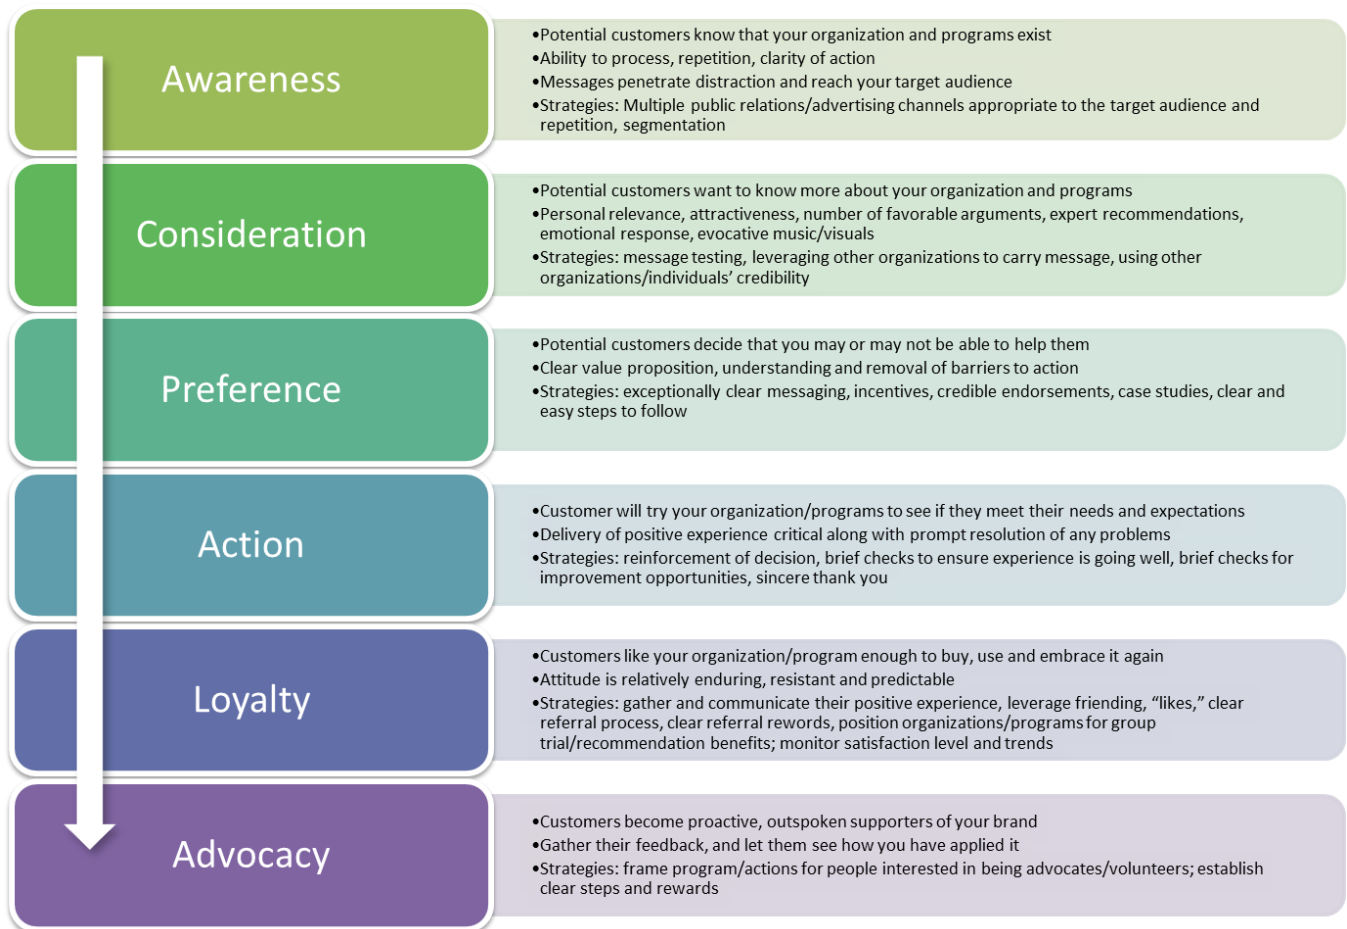 Awareness
•Potential customers know that your organization and programs exist
•Ability to process, repetition, clarity of action
•Messages penetrate distraction and reach your target audience
•Strategies: Multiple public relations/advertising channels appropriate to the target audience and
repetition, segmentation
Consideration
•Potential customers want to know more about your organization and programs
•Personal relevance, attractiveness, number of favorable arguments, expert recommendations,
emotional response, evocative music/visuals
•Strategies: message testing, leveraging other organizations to carry message, using other
organizations/individuals’ credibility
Preference
•Potential customers decide that you may or may not be able to help them
•Clear value proposition, understanding and removal of barriers to action
•Strategies: exceptionally clear messaging, incentives, credible endorsements, case studies, clear and
easy steps to follow
Action
•Customer will try your organization/programs to see if they meet their needs and expectations
•Delivery of positive experience critical along with prompt resolution of any problems
•Strategies: reinforcement of decision, brief checks to ensure experience is going well, brief checks for
improvement opportunities, sincere thank you
Loyalty
•Customers like your organization/program enough to buy, use and embrace it again
•Attitude is relatively enduring, resistant and predictable
•Strategies: gather and communicate their positive experience, leverage friending, “likes,” clear
referral process, clear referral rewords, position organizations/programs for group
trial/recommendation benefits; monitor satisfaction level and trends
Advocacy
•Customers become proactive, outspoken supporters of your brand
•Gather their feedback, and let them see how you have applied it
•Strategies: frame program/actions for people interested in being advocates/volunteers; establish
clear steps and rewards